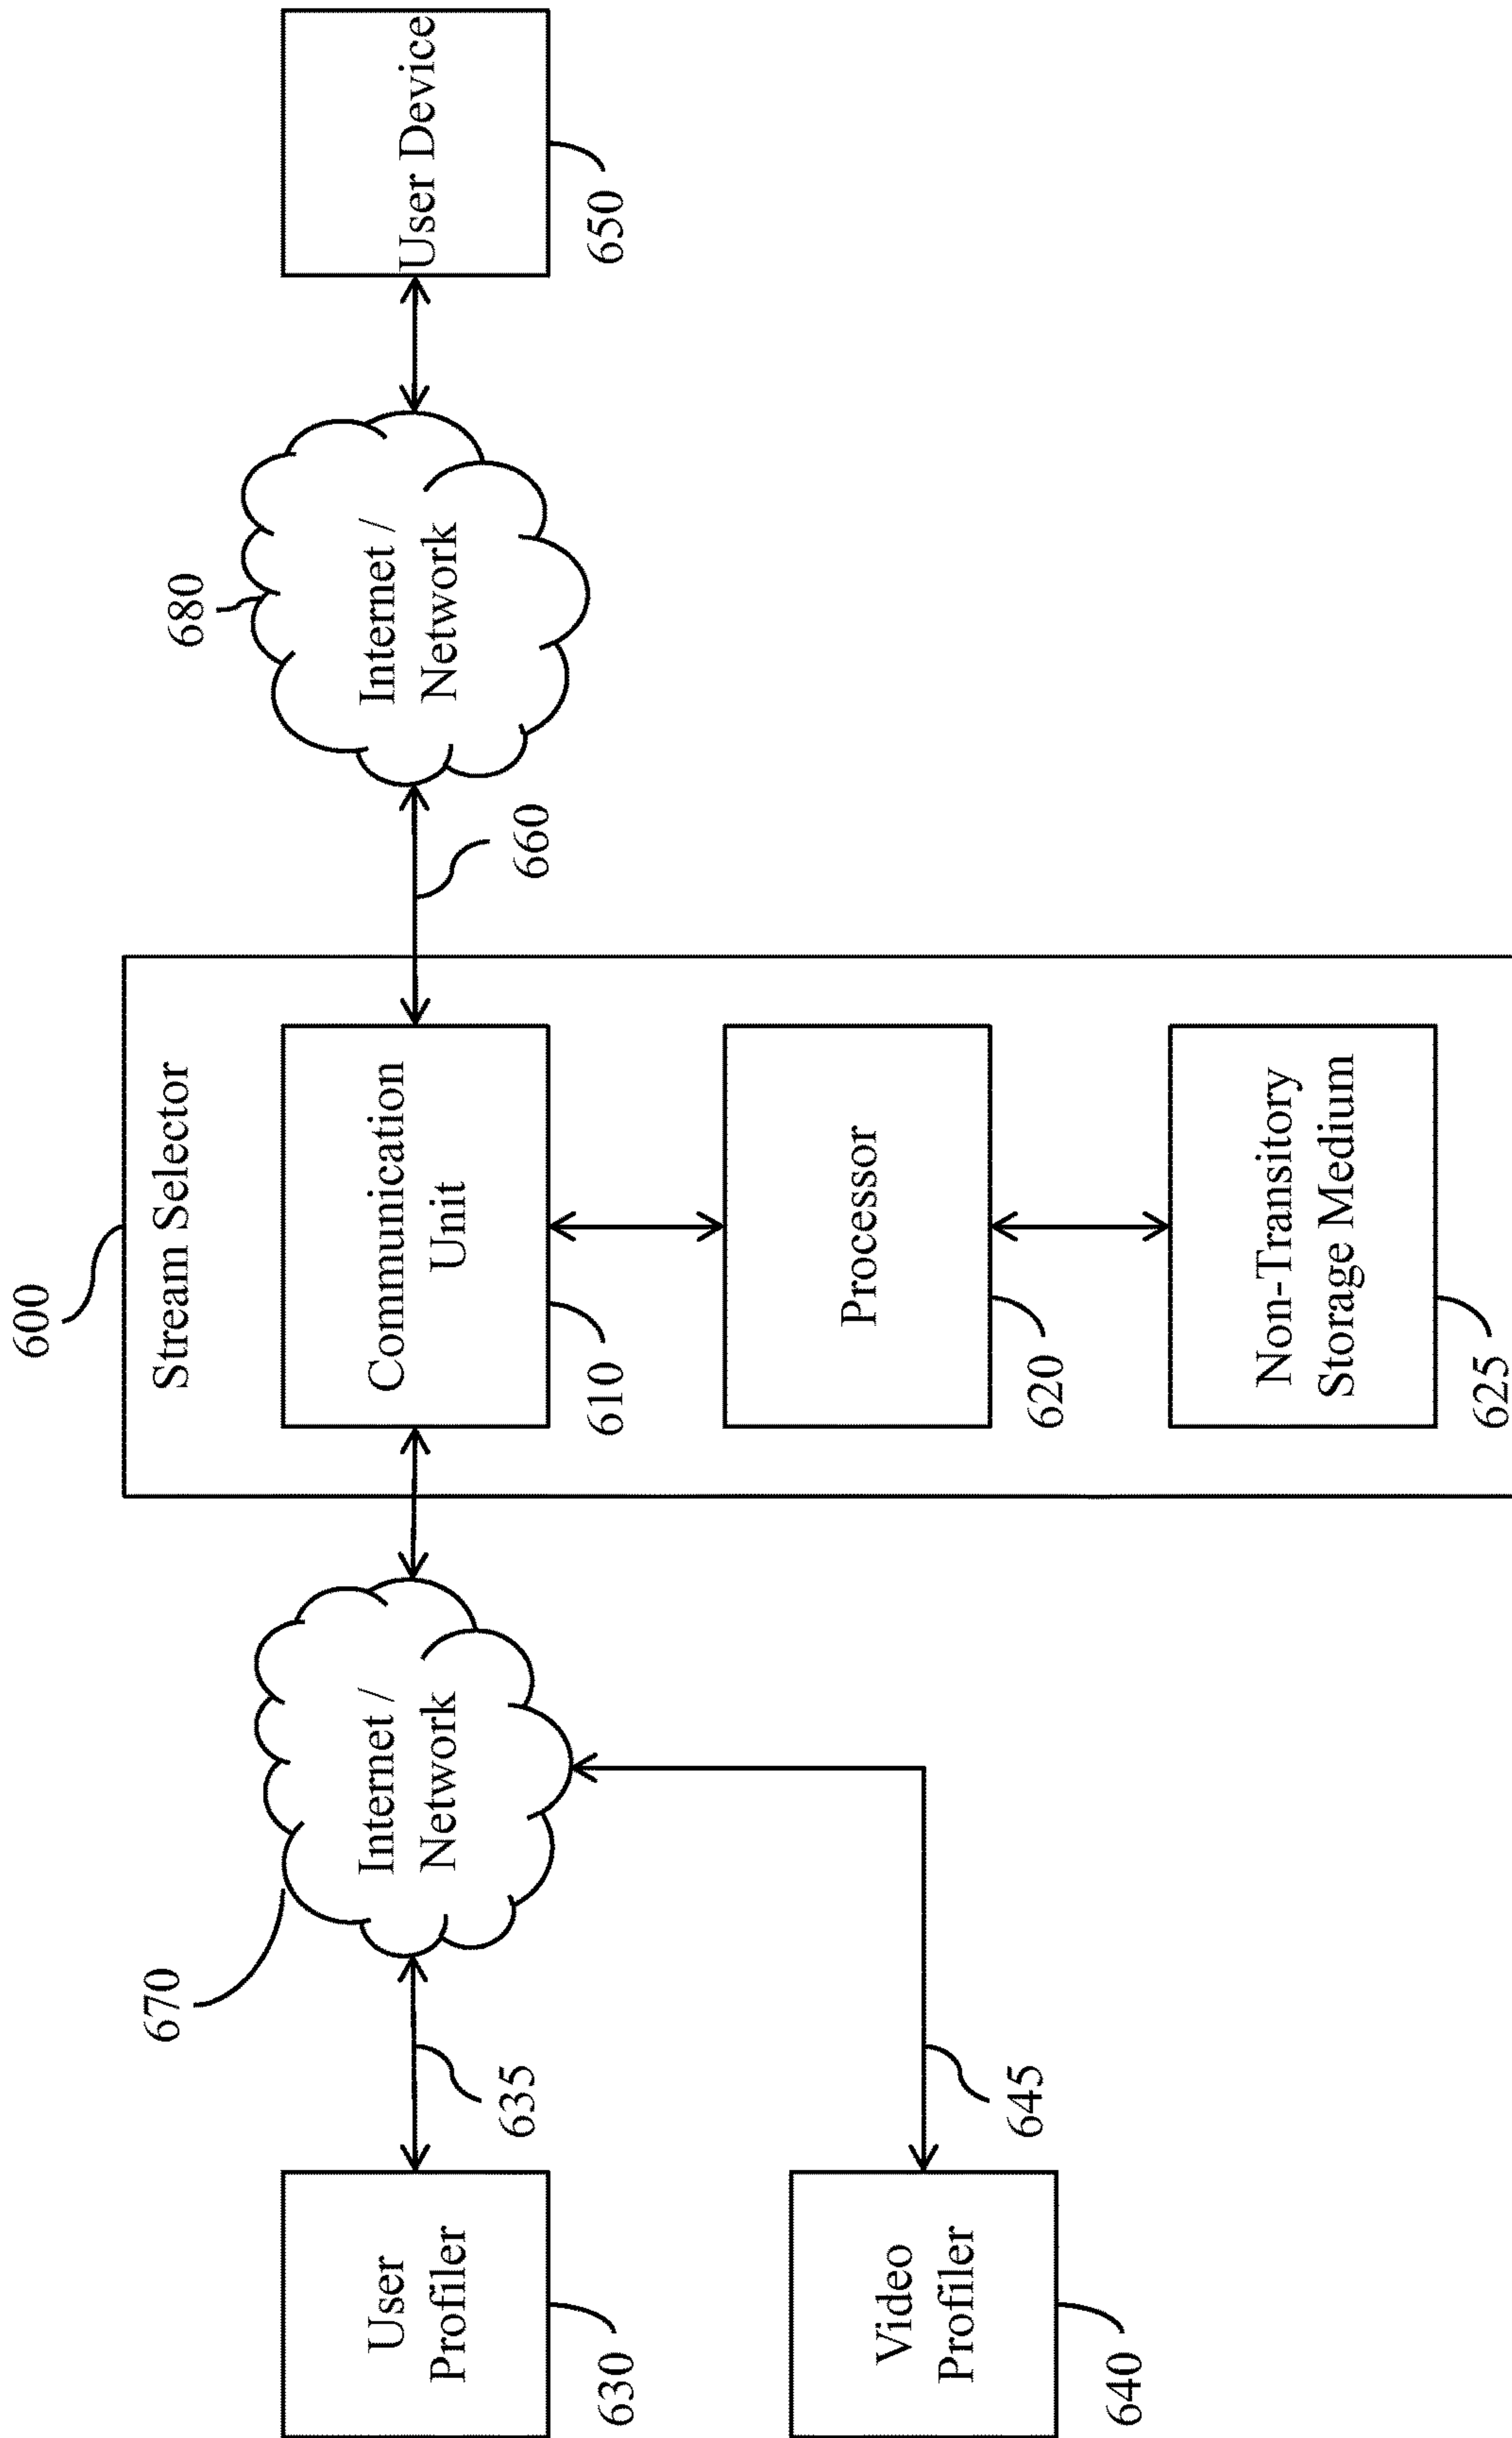 600
Stream Selector
680
670
User
Profiler
630
635
Internet /
Network
Communication
Unit
610
660
Internet /
Network
User Device
650
Video
Profiler
640
645
Processor
620
Non-Transitory
Storage Medium
625